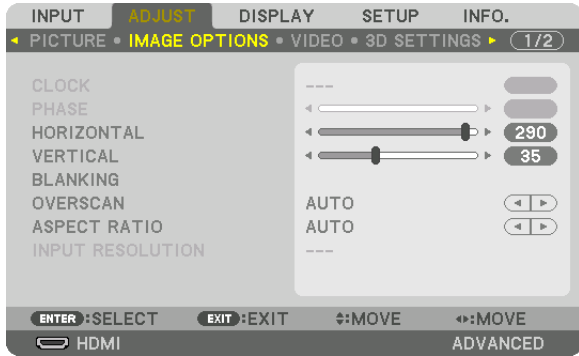 INPUT ADJUST DISPLAY SETUP INFO.
◂ PICTURE • IMAGE OPTIONS • VIDEO • 3D SETTINGS ▸ 1/2
CLOCK ---
PHASE
HORIZONTAL 290
VERTICAL 35
BLANKING
OVERSCAN AUTO
ASPECT RATIO AUTO
INPUT RESOLUTION ---
ENTER :SELECT EXIT :EXIT :MOVE :MOVE
HDMI ADVANCED